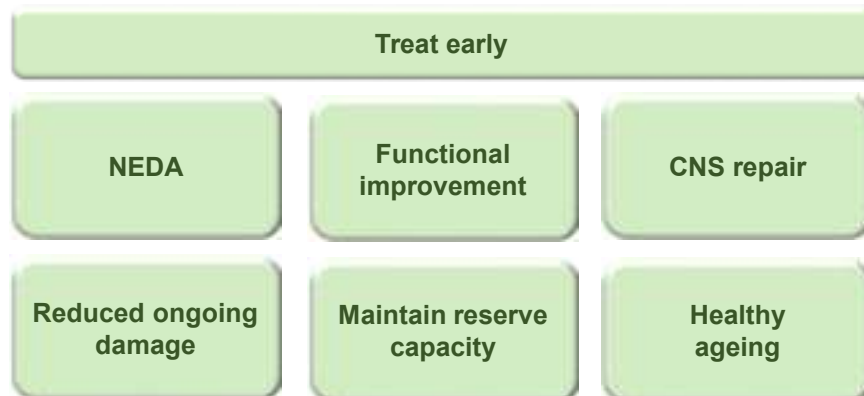 Treat early
NEDA
Functional
improvement
CNS repair
Reduced ongoing
damage
Maintain reserve
capacity
Healthy
ageing